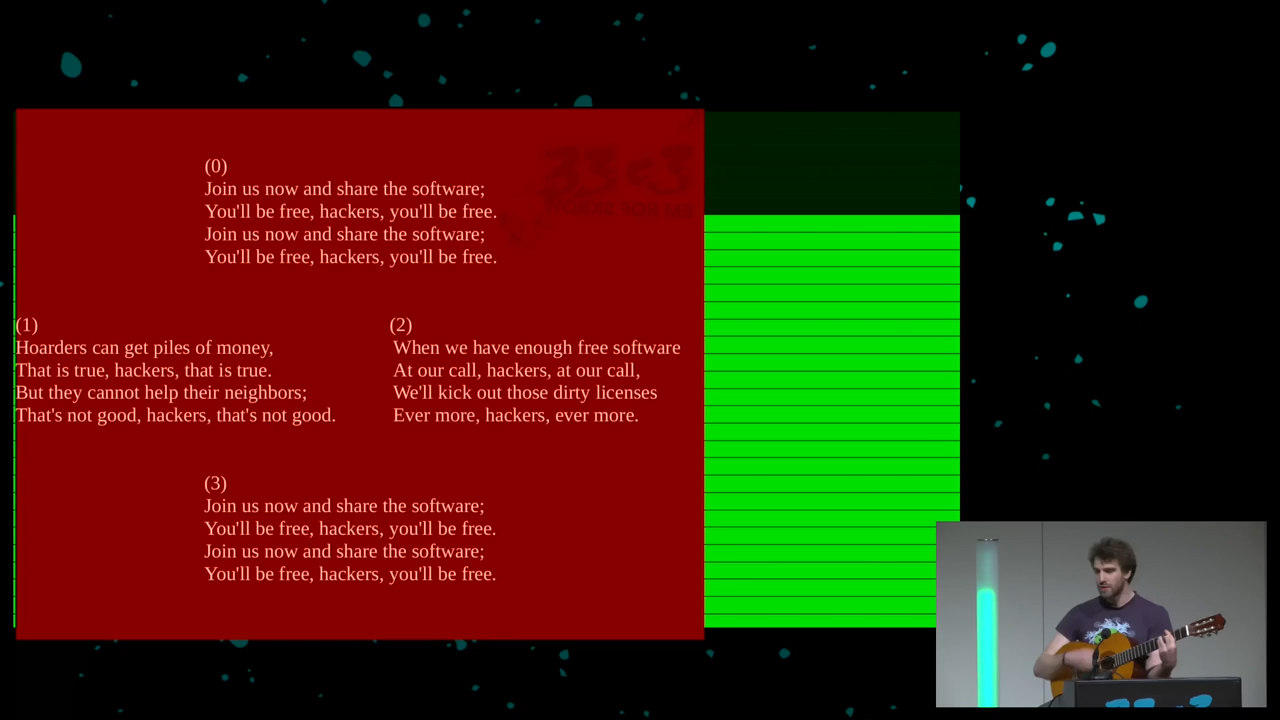 (0)
Join us now and share the software;
You'll be free, hackers, you'll be free.
Join us now and share the software;
You'll be free, hackers, you'll be free.
(1)
Hoarders can get piles of money,
That is true, hackers, that is true.
But they cannot help their neighbors;
That's not good, hackers, that's not good.
(2)
When we have enough free software
At our call, hackers, at our call,
We'll kick out those dirty licenses
Ever more, hackers, ever more.
(3)
Join us now and share the software;
You'll be free, hackers, you'll be free.
Join us now and share the software;
You'll be free, hackers, you'll be free.